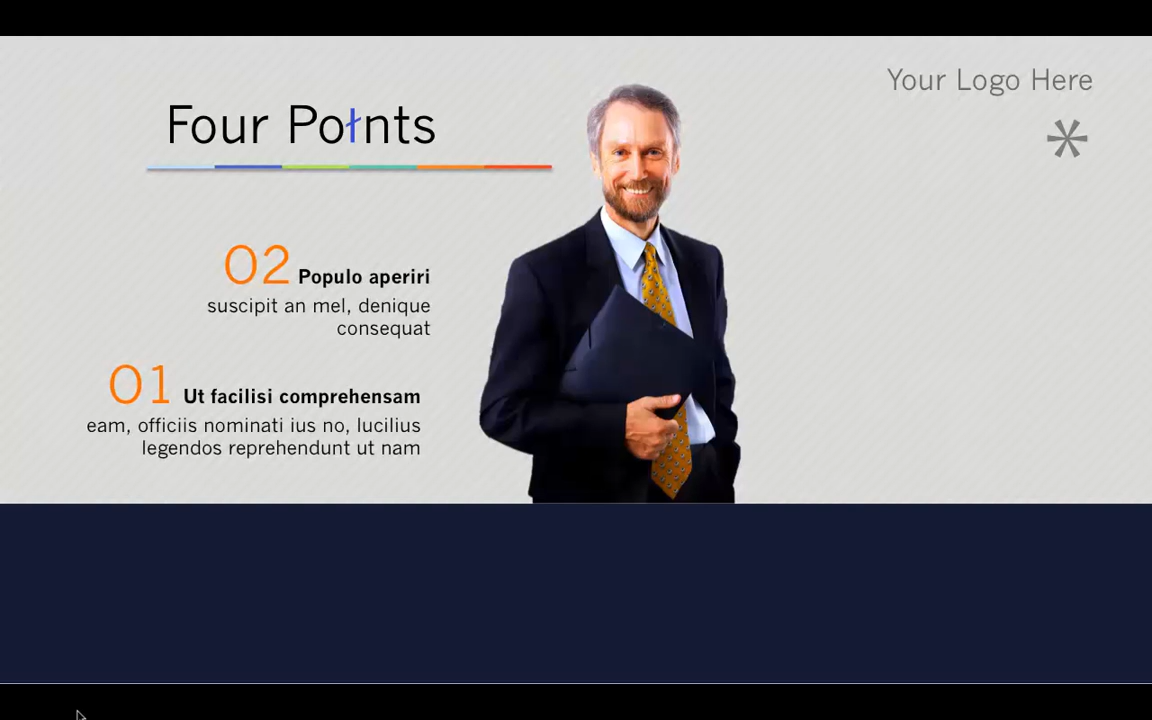 Your Logo Here
*
Four Połnts
02 Populo aperiri
suscipit an mel, denique
consequat
01 Ut facilisi comprehensam
eam, officiis nominati ius no, lucilius
legendos reprehendunt ut nam